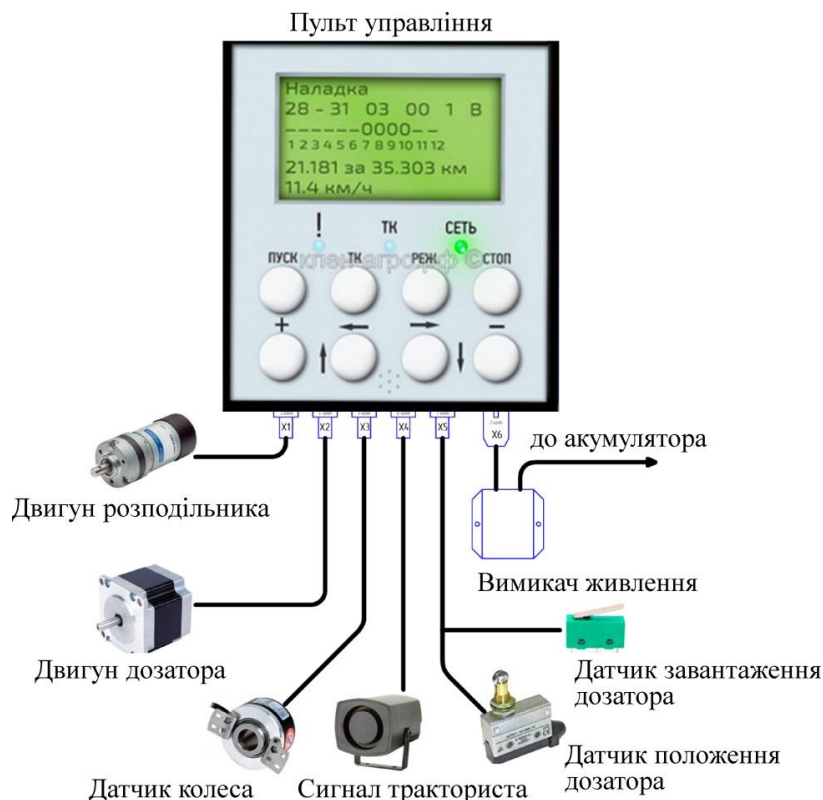 Пульт управління
Наладка
28 - 31 03 00 1 В
------0000--
1 2 3 4 5 6 7 8 9 10 11 12
21.181 за 35.303 км
11.4 км/ч
! ТК СЕТЬ
ПУСК ТК РЕЖ. СТОП
клен-агро.рф ©
+ ← → -
↑ ↓
X1 X2 X3 X4 X5 X6
до акумулятора
Двигун розподільника
Вимикач живлення
Двигун дозатора
Датчик завантаження
дозатора
Датчик положення
дозатора
Датчик колеса
Сигнал тракториста